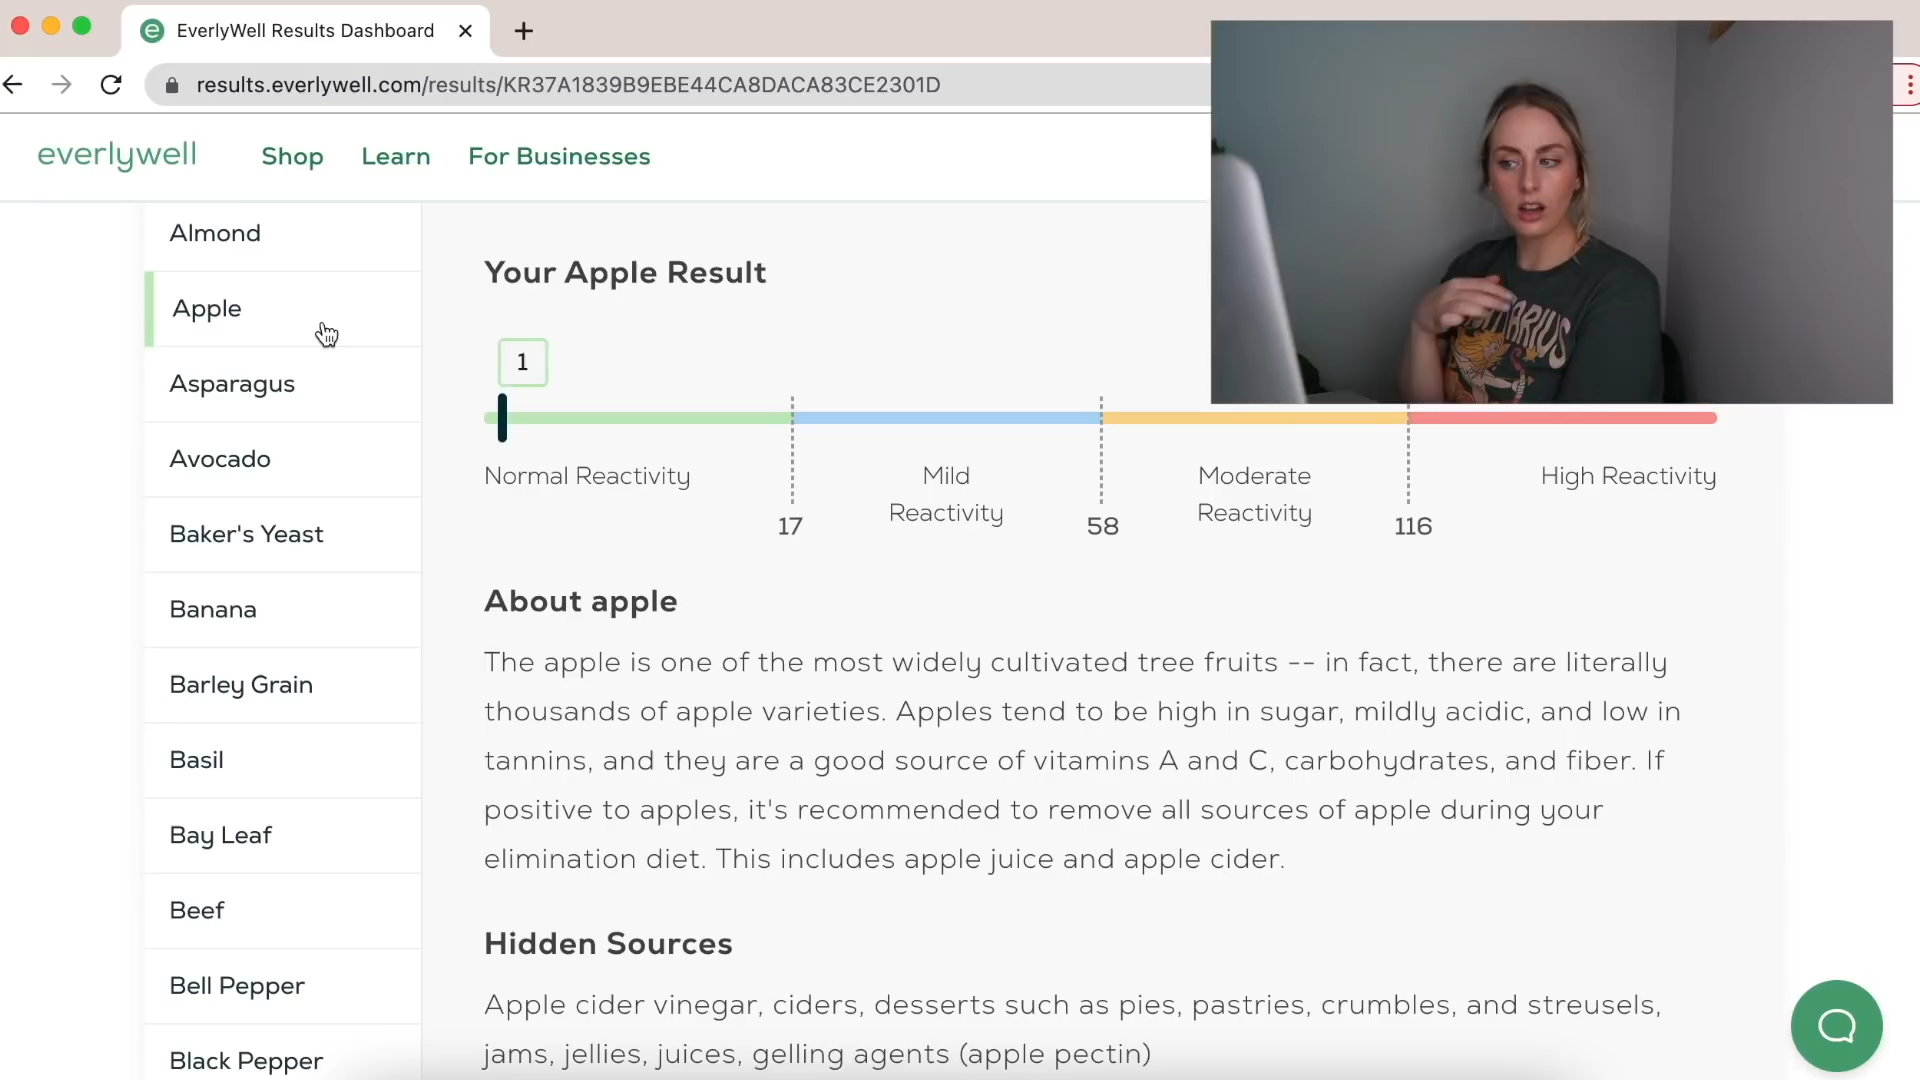 EverlyWell Results Dashboard
results.everlywell.com/results/KR37A1839B9EBE44CA8DACA83CE2301D
everlywell
Shop
Learn
For Businesses
Almond
Apple
Asparagus
Avocado
Baker's Yeast
Banana
Barley Grain
Basil
Bay Leaf
Beef
Bell Pepper
Black Pepper
Your Apple Result
1
Normal Reactivity
Mild
Reactivity
Moderate
Reactivity
High Reactivity
17
58
116
About apple
The apple is one of the most widely cultivated tree fruits -- in fact, there are literally
thousands of apple varieties. Apples tend to be high in sugar, mildly acidic, and low in
tannins, and they are a good source of vitamins A and C, carbohydrates, and fiber. If
positive to apples, it's recommended to remove all sources of apple during your
elimination diet. This includes apple juice and apple cider.
Hidden Sources
Apple cider vinegar, ciders, desserts such as pies, pastries, crumbles, and streusels,
jams, jellies, juices, gelling agents (apple pectin)